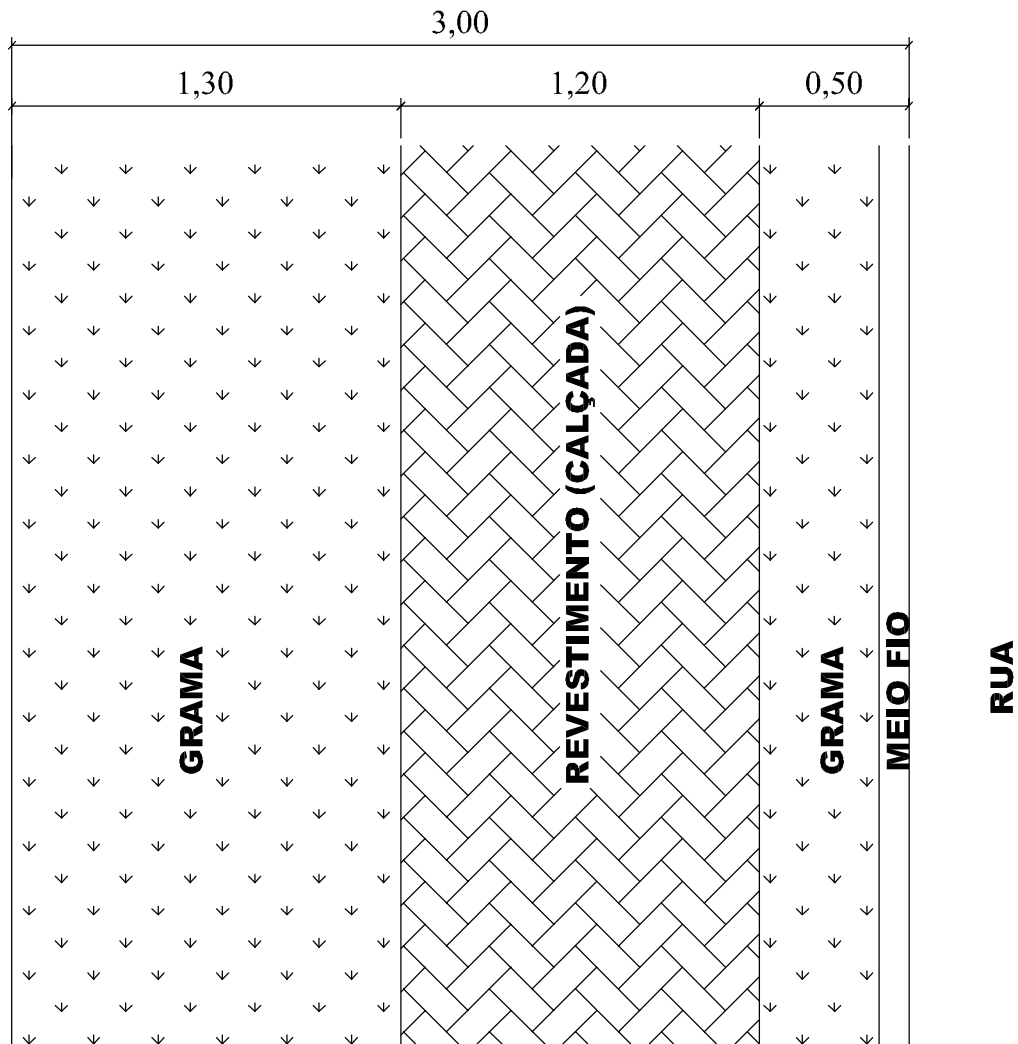 3,00
1,30
1,20
0,50
GRAMA
REVESTIMENTO (CALÇADA)
GRAMA
MEIO FIO
RUA